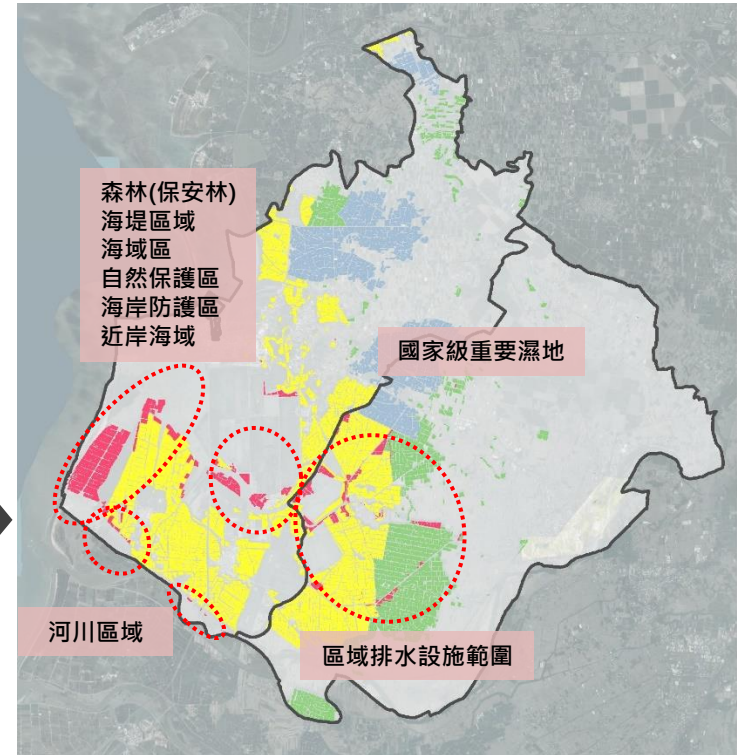 森林(保安林)
海堤區域
海域區
自然保護區
海岸防護區
近岸海域
國家級重要濕地
河川區域
區域排水設施範圍